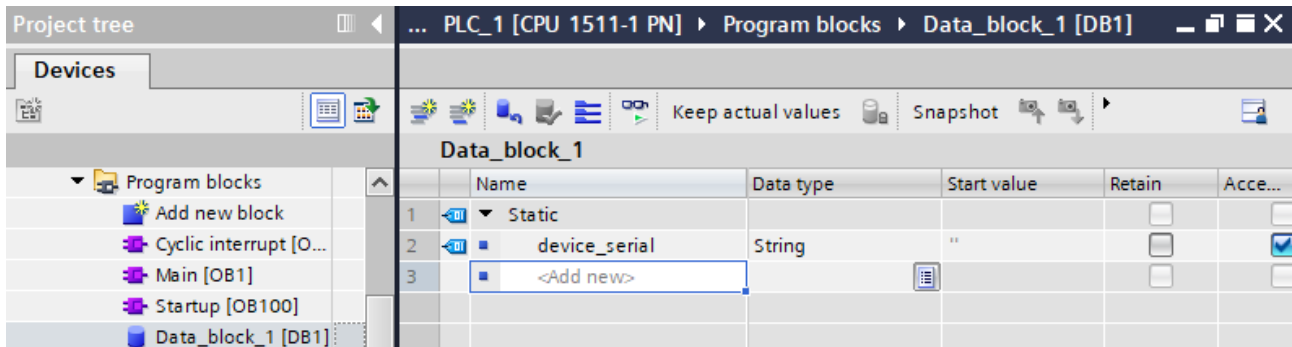 Project tree
Devices
Program blocks
Add new block
Cyclic interrupt [O...
Main [OB1]
Startup [OB100]
Data_block_1 [DB1]
... PLC_1 [CPU 1511-1 PN] Program blocks Data_block_1 [DB1]
Keep actual values Snapshot
Data_block_1
Name Data type Start value Retain Acce...
1 Static
2 device_serial String ''
3 <Add new>